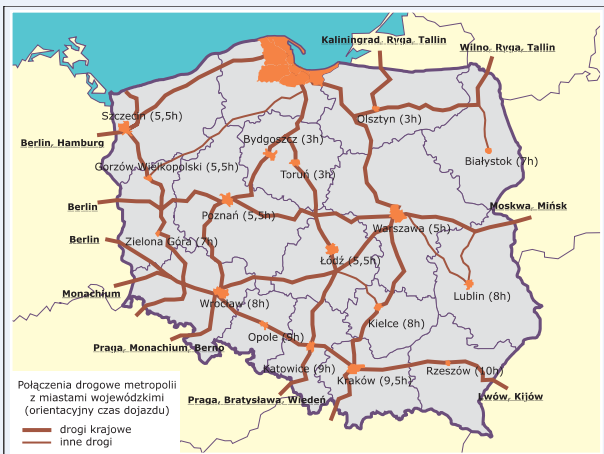 Kaliningrad, Ryga, Tallin
Wilno, Ryga, Tallin
Szczecin (5,5h)
Olsztyn (3h)
Berlin, Hamburg
Bydgoszcz (3h)
Gorzów Wielkopolski (5,5h)
Toruń (3h)
Białystok (7h)
Berlin
Poznań (5,5h)
Moskwa, Mińsk
Warszawa (5h)
Berlin
Zielona Góra (7h)
Łódź (5,5h)
Monachium
Wrocław (8h)
Lublin (8h)
Kielce (8h)
Opole (9h)
Praga, Monachium, Berno
Katowice (9h)
Kraków (9,5h)
Rzeszów (10h)
Praga, Bratysława, Wiedeń
Lwów, Kijów
Połączenia drogowe metropolii
z miastami wojewódzkimi
(orientacyjny czas dojazdu)
drogi krajowe
inne drogi